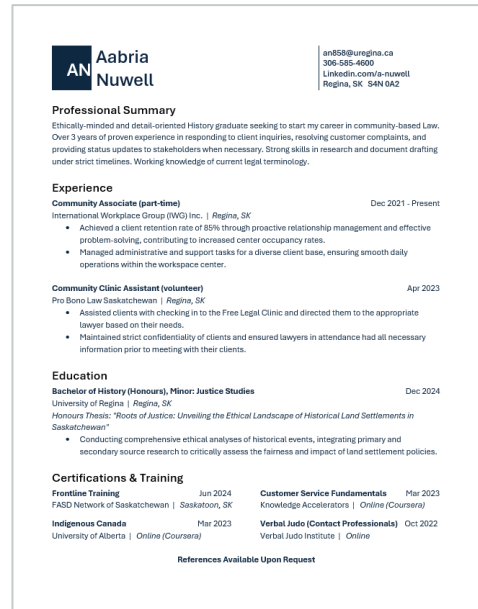 AN
Aabria
Nuwell
an858@uregina.ca
306-585-4600
Linkedin.com/a-nuwell
Regina, SK S4N 0A2
Professional Summary
Ethically-minded and detail-oriented History graduate seeking to start my career in community-based Law.
Over 3 years of proven experience in responding to client inquiries, resolving customer complaints, and
providing status updates to stakeholders when necessary. Strong skills in research and document drafting
under strict timelines. Working knowledge of current legal terminology.
Experience
Community Associate (part-time) Dec 2021 - Present
International Workplace Group (IWG) Inc. | Regina, SK
• Achieved a client retention rate of 85% through proactive relationship management and effective
problem-solving, contributing to increased center occupancy rates.
• Managed administrative and support tasks for a diverse client base, ensuring smooth daily
operations within the workspace center.
Community Clinic Assistant (volunteer) Apr 2023
Pro Bono Law Saskatchewan | Regina, SK
• Assisted clients with checking in to the Free Legal Clinic and directed them to the appropriate
lawyer based on their needs.
• Maintained strict confidentiality of clients and ensured lawyers in attendance had all necessary
information prior to meeting with their clients.
Education
Bachelor of History (Honours), Minor: Justice Studies Dec 2024
University of Regina | Regina, SK
Honours Thesis: "Roots of Justice: Unveiling the Ethical Landscape of Historical Land Settlements in
Saskatchewan"
• Conducting comprehensive ethical analyses of historical events, integrating primary and
secondary source research to critically assess the fairness and impact of land settlement policies.
Certifications & Training
Frontline Training Jun 2024
FASD Network of Saskatchewan | Saskatoon, SK
Customer Service Fundamentals Mar 2023
Knowledge Accelerators | Online (Coursera)
Indigenous Canada Mar 2023
University of Alberta | Online (Coursera)
Verbal Judo (Contact Professionals) Oct 2022
Verbal Judo Institute | Online
References Available Upon Request